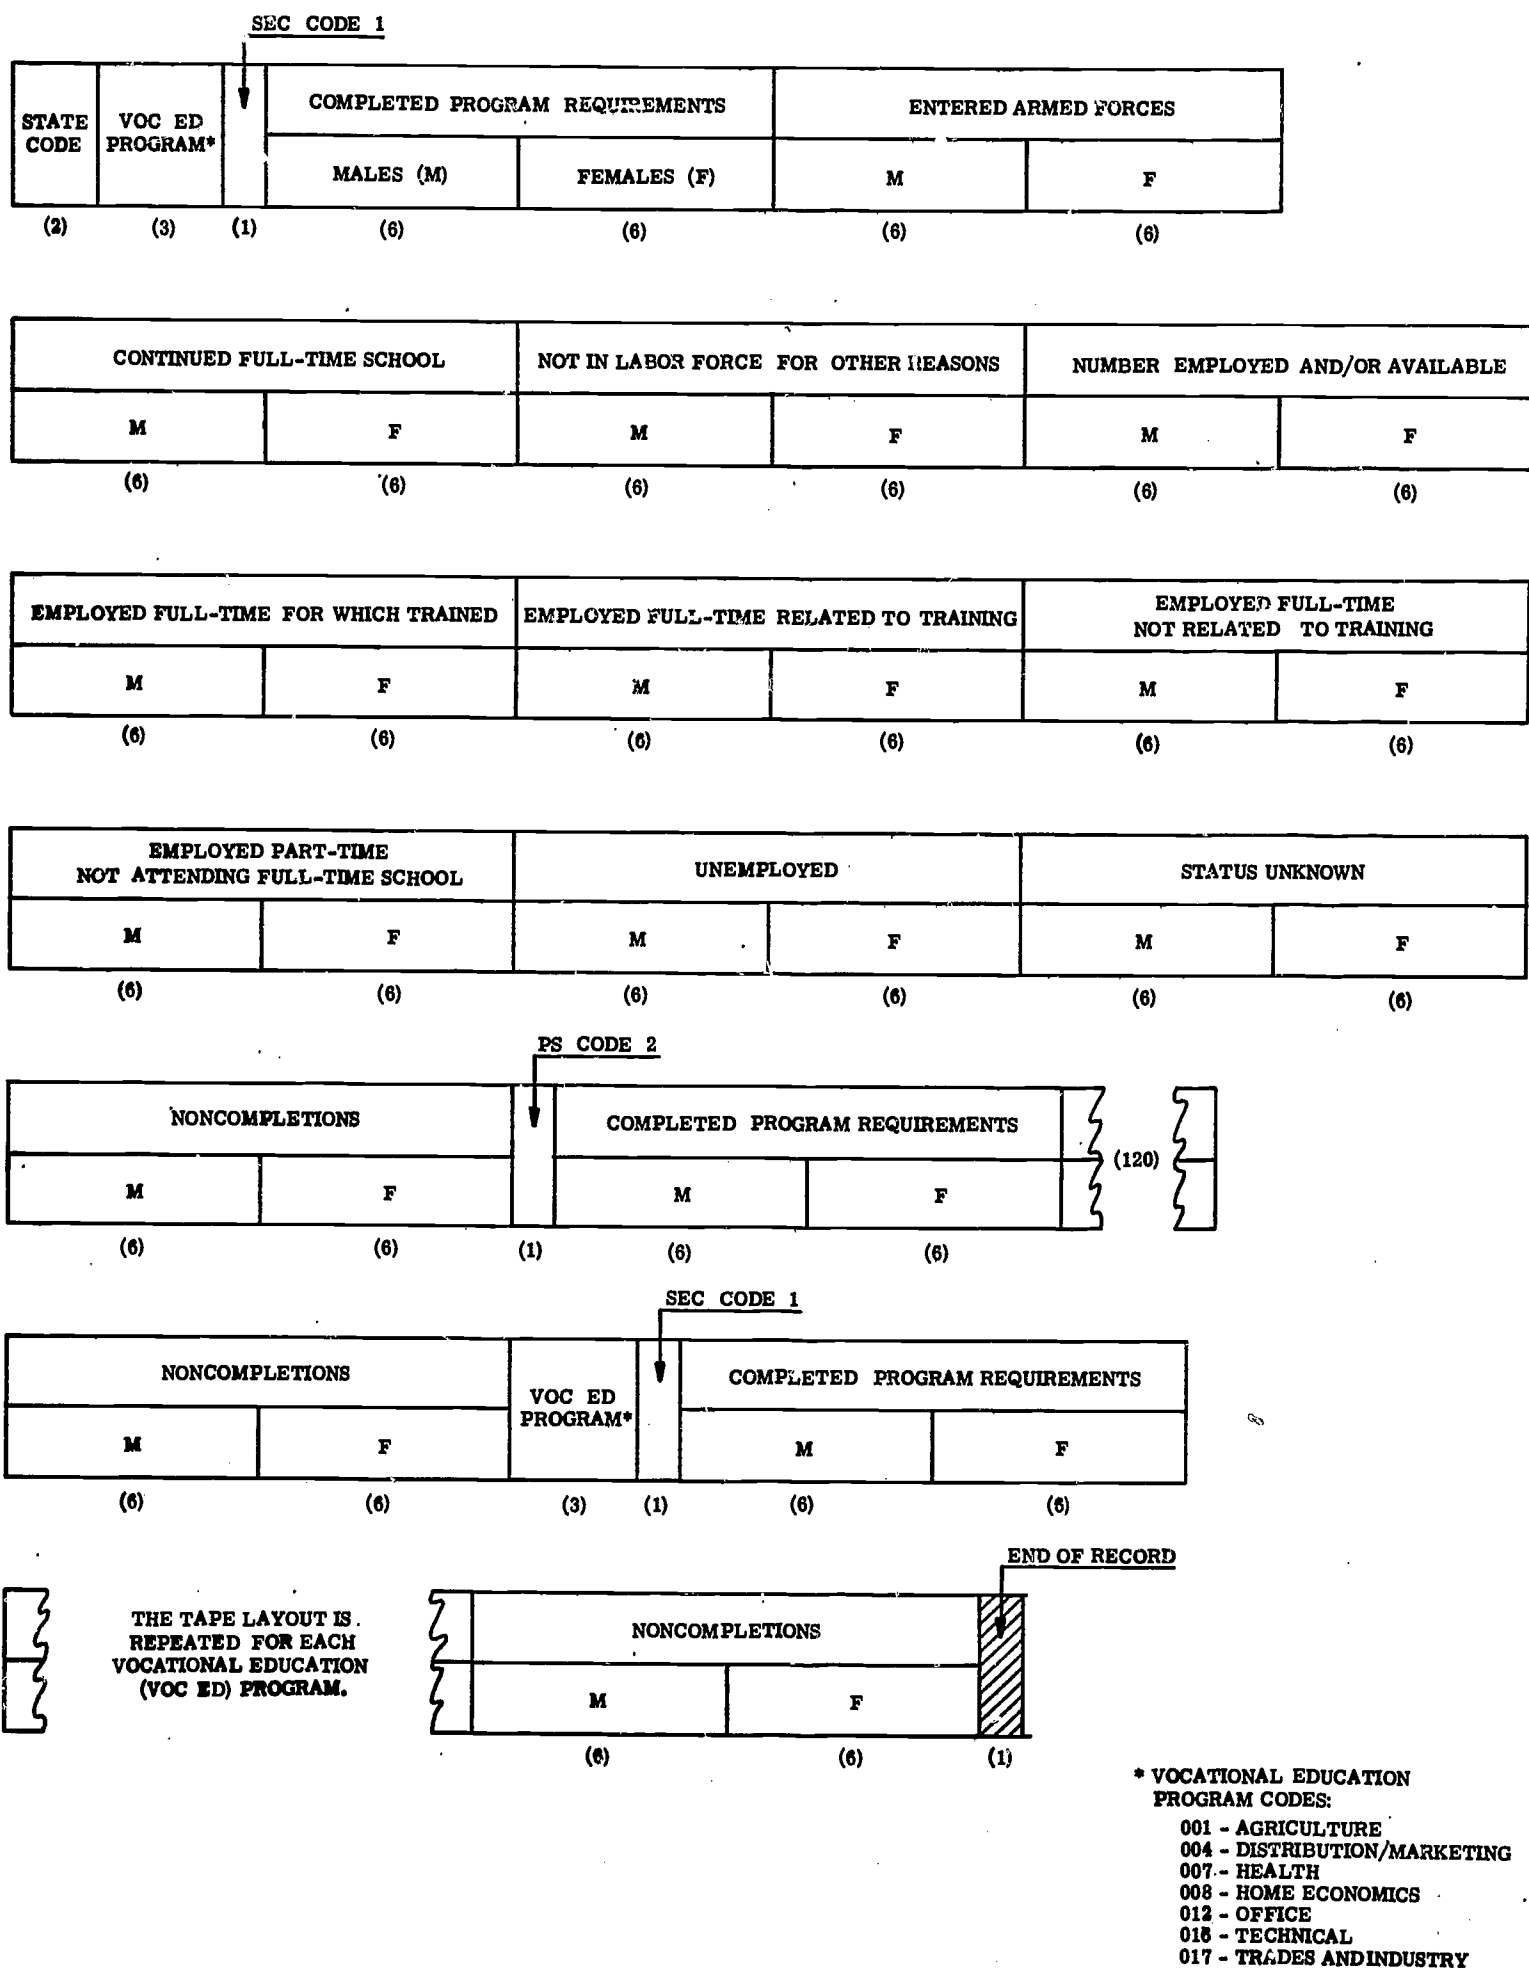 SEC CODE 1
STATE CODE
VOC ED PROGRAM*
COMPLETED PROGRAM REQUIREMENTS
ENTERED ARMED FORCES
MALES (M)
FEMALES (F)
M
F
(2)
(3)
(1)
(6)
(6)
(6)
(6)
CONTINUED FULL-TIME SCHOOL
NOT IN LABOR FORCE FOR OTHER REASONS
NUMBER EMPLOYED AND/OR AVAILABLE
M
F
M
F
M
F
(6)
(6)
(6)
(6)
(6)
(6)
EMPLOYED FULL-TIME FOR WHICH TRAINED
EMPLOYED FULL-TIME RELATED TO TRAINING
EMPLOYED FULL-TIME
NOT RELATED TO TRAINING
M
F
M
F
M
F
(6)
(6)
(6)
(6)
(6)
(6)
EMPLOYED PART-TIME
NOT ATTENDING FULL-TIME SCHOOL
UNEMPLOYED
STATUS UNKNOWN
M
F
M
F
M
F
(6)
(6)
(6)
(6)
(6)
(6)
PS CODE 2
NONCOMPLETIONS
COMPLETED PROGRAM REQUIREMENTS
(120)
M
F
M
F
(6)
(6)
(1)
(6)
(6)
SEC CODE 1
NONCOMPLETIONS
VOC ED
PROGRAM*
COMPLETED PROGRAM REQUIREMENTS
M
F
M
F
(6)
(6)
(3)
(1)
(6)
(6)
END OF RECORD
THE TAPE LAYOUT IS
REPEATED FOR EACH
VOCATIONAL EDUCATION
(VOC ED) PROGRAM.
NONCOMPLETIONS
M
F
(6)
(6)
(1)
* VOCATIONAL EDUCATION
PROGRAM CODES:
001 - AGRICULTURE
004 - DISTRIBUTION/MARKETING
007 - HEALTH
008 - HOME ECONOMICS
012 - OFFICE
016 - TECHNICAL
017 - TRADES AND INDUSTRY